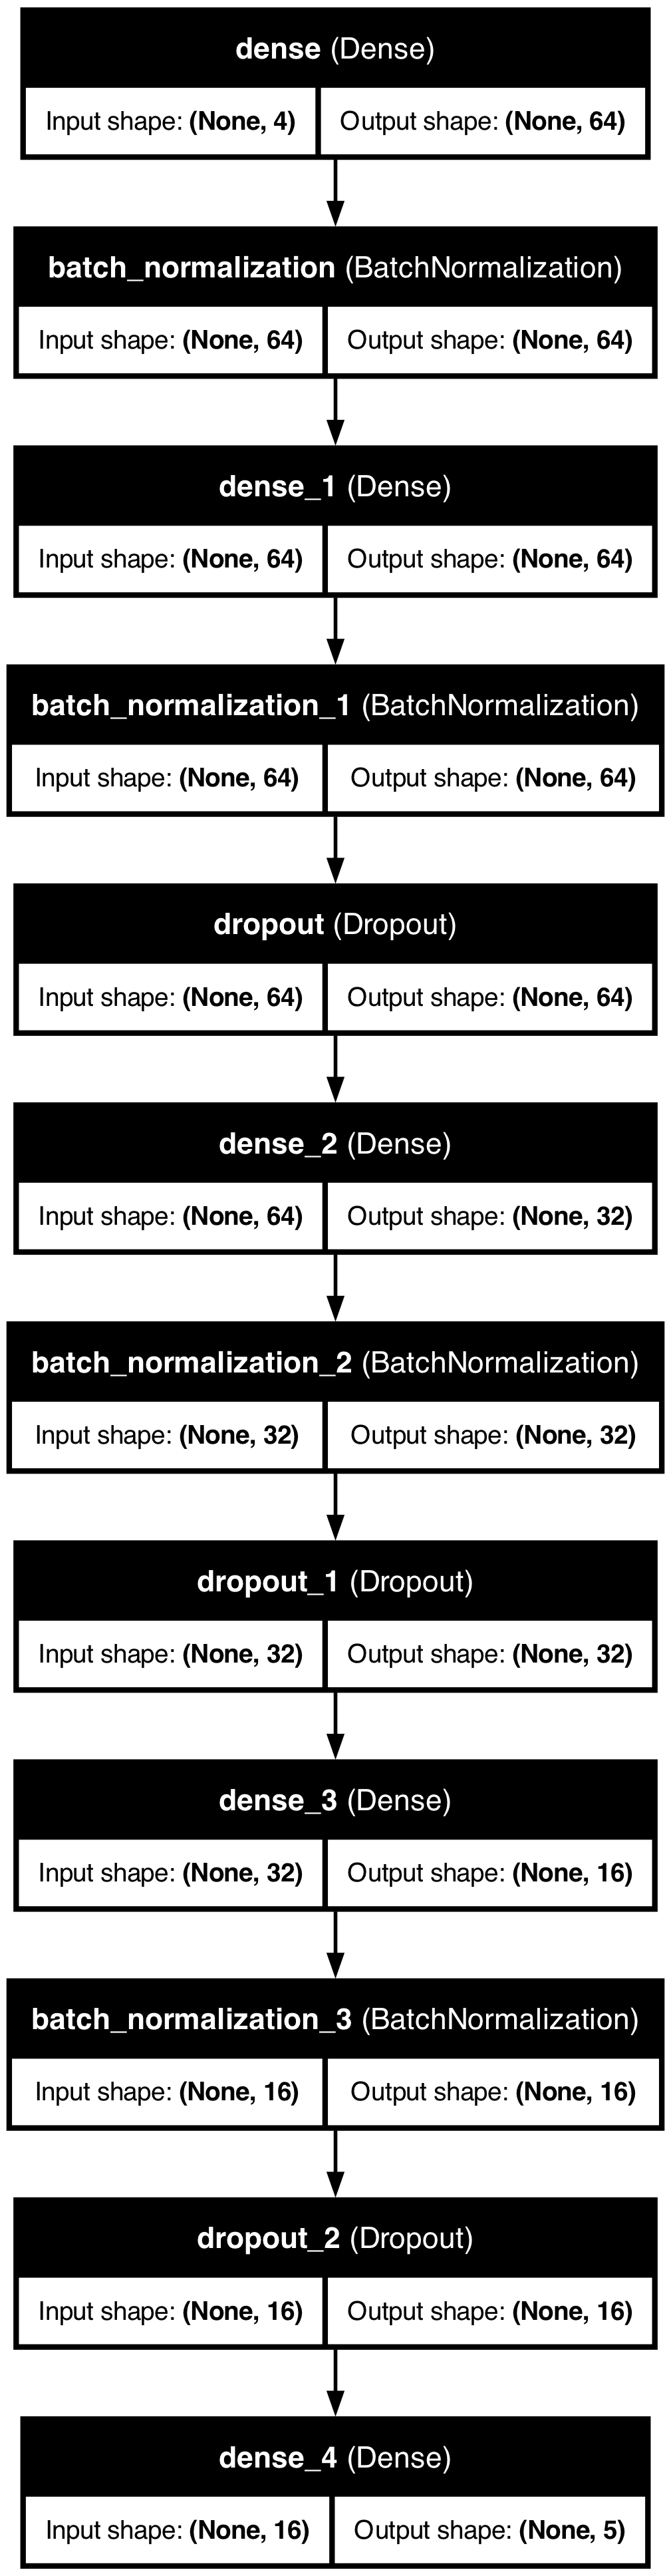 dense (Dense)
Input shape: (None, 4) Output shape: (None, 64)
batch_normalization (BatchNormalization)
Input shape: (None, 64) Output shape: (None, 64)
dense_1 (Dense)
Input shape: (None, 64) Output shape: (None, 64)
batch_normalization_1 (BatchNormalization)
Input shape: (None, 64) Output shape: (None, 64)
dropout (Dropout)
Input shape: (None, 64) Output shape: (None, 64)
dense_2 (Dense)
Input shape: (None, 64) Output shape: (None, 32)
batch_normalization_2 (BatchNormalization)
Input shape: (None, 32) Output shape: (None, 32)
dropout_1 (Dropout)
Input shape: (None, 32) Output shape: (None, 32)
dense_3 (Dense)
Input shape: (None, 32) Output shape: (None, 16)
batch_normalization_3 (BatchNormalization)
Input shape: (None, 16) Output shape: (None, 16)
dropout_2 (Dropout)
Input shape: (None, 16) Output shape: (None, 16)
dense_4 (Dense)
Input shape: (None, 16) Output shape: (None, 5)